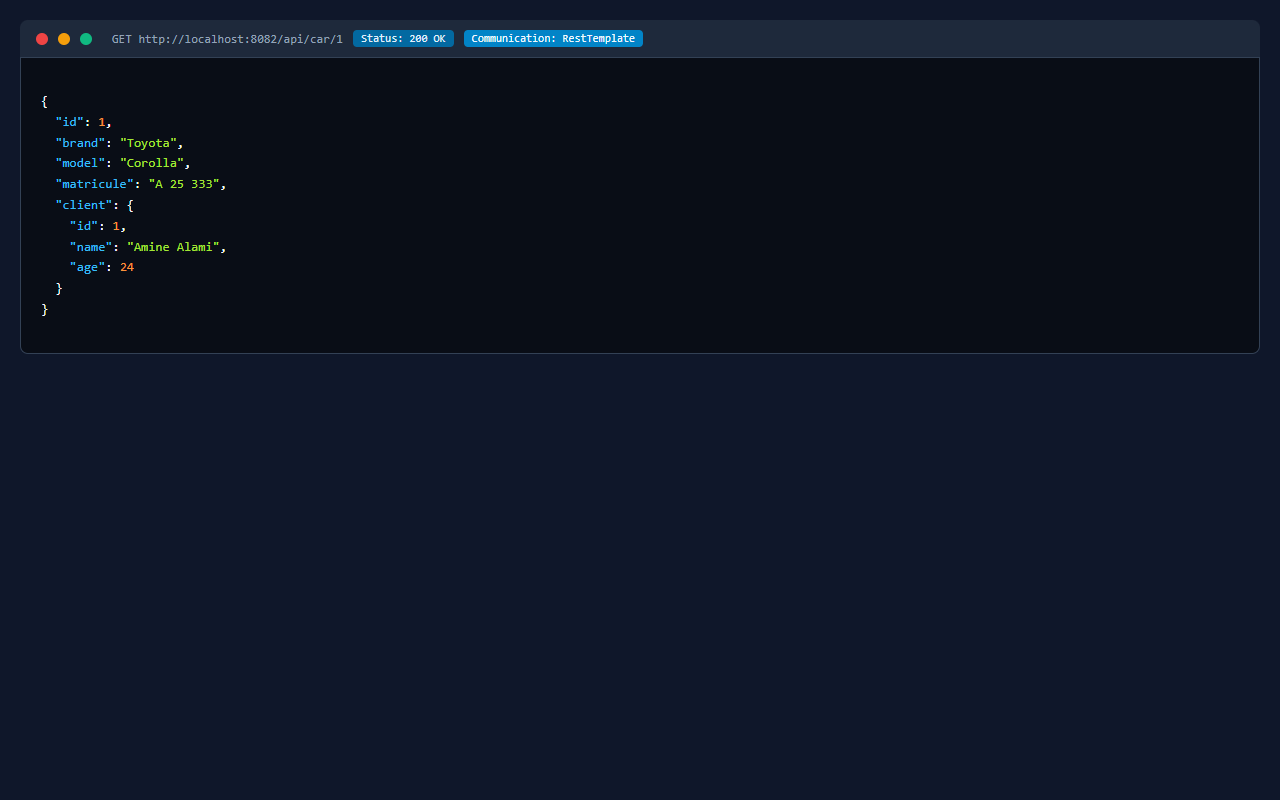 GET http://localhost:8082/api/car/1 Status: 200 OK Communication: RestTemplate
{
  "id": 1,
  "brand": "Toyota",
  "model": "Corolla",
  "matricule": "A 25 333",
  "client": {
    "id": 1,
    "name": "Amine Alami",
    "age": 24
  }
}